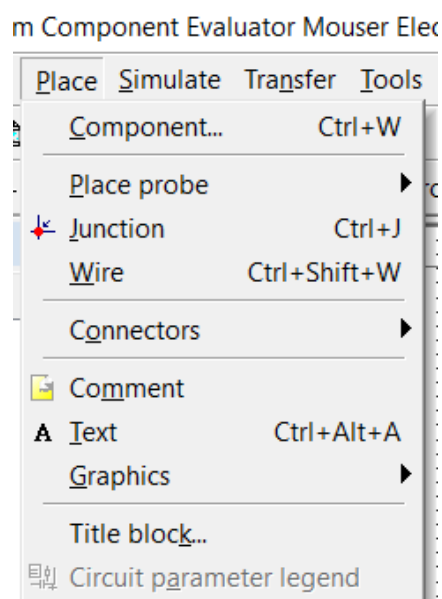 m Component Evaluator Mouser Ele
Place Simulate Transfer Tools
Component... Ctrl+W
Place probe
Junction Ctrl+J
Wire Ctrl+Shift+W
Connectors
Comment
A Text Ctrl+Alt+A
Graphics
Title block...
Circuit parameter legend